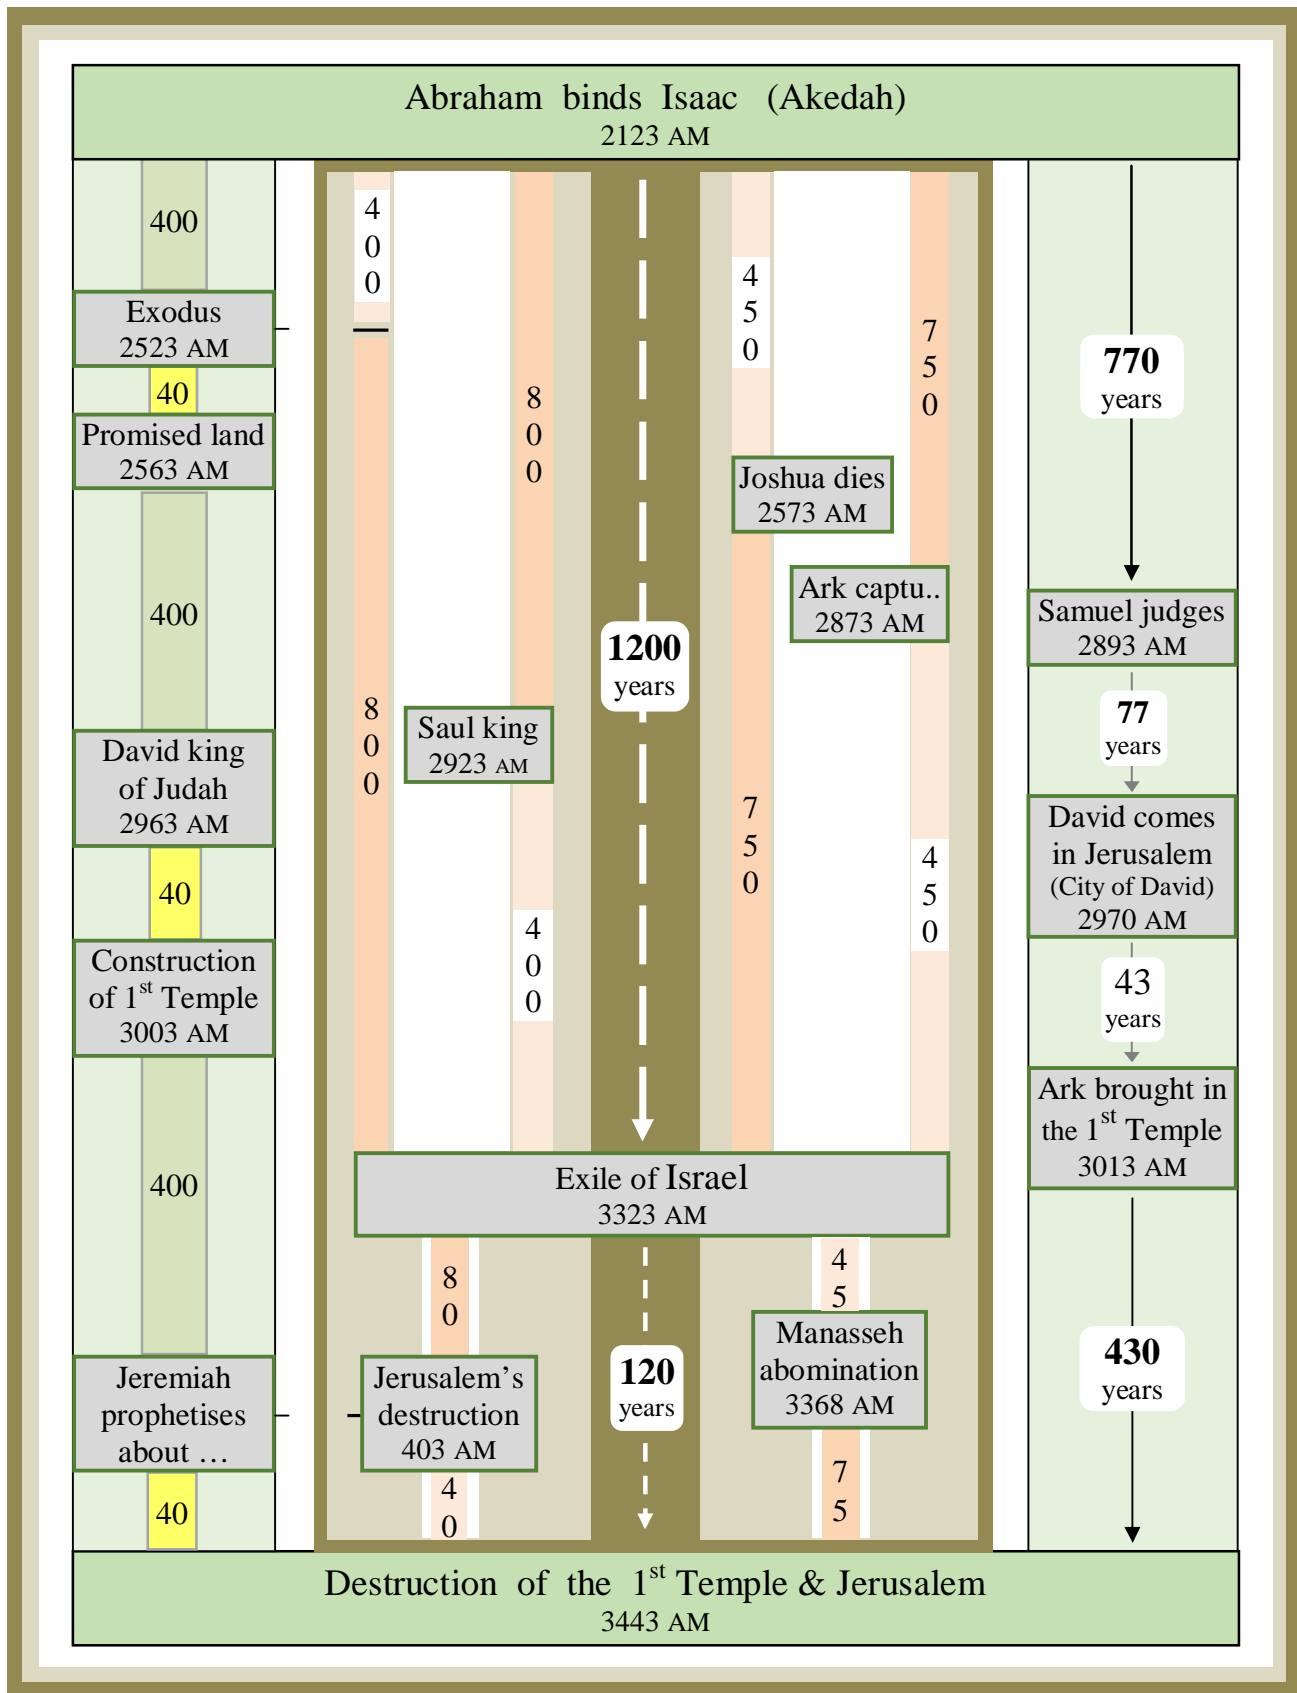 Abraham binds Isaac (Akedah)
2123 AM
400
Exodus
2523 AM
40
Promised land
2563 AM
400
David king
of Judah
2963 AM
40
Construction
of 1st Temple
3003 AM
400
Jeremiah
prophetises
about …
40
4
0
0
8
0
0
8
0
0
Saul king
2923 AM
4
0
0
1200
years
4
5
0
7
5
0
Joshua dies
2573 AM
Ark captu..
2873 AM
7
5
0
4
5
0
Exile of Israel
3323 AM
8
0
Jerusalem’s
destruction
403 AM
4
0
120
years
4
5
Manasseh
abomination
3368 AM
7
5
770
years
Samuel judges
2893 AM
77
years
David comes
in Jerusalem
(City of David)
2970 AM
43
years
Ark brought in
the 1st Temple
3013 AM
430
years
Destruction of the 1st Temple & Jerusalem
3443 AM